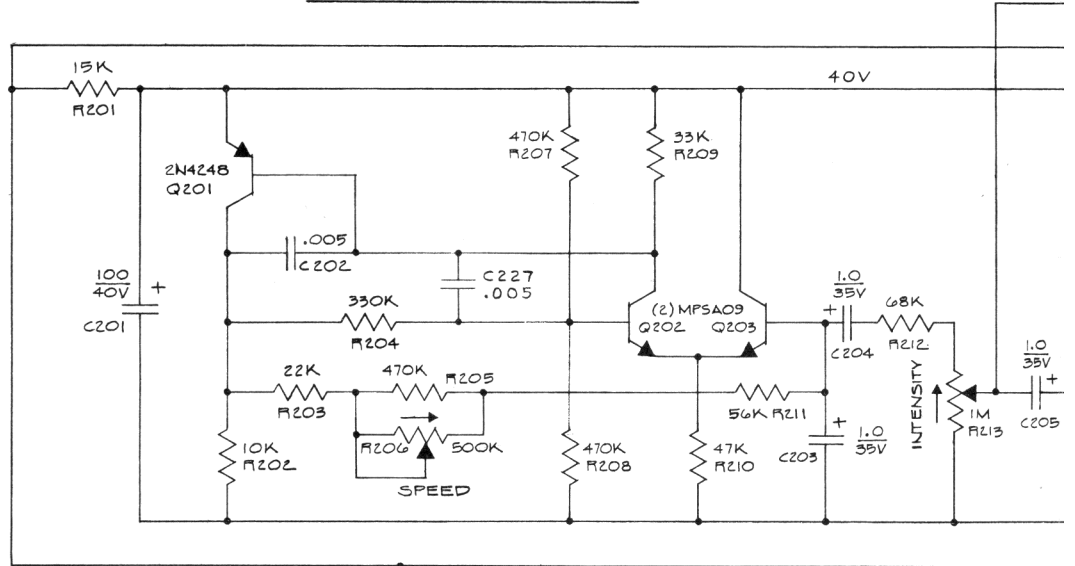 15K
R201
40V
2N4248
Q201
470K
R207
33K
R209
.005
C202
C227
.005
100
40V
+
C201
330K
R204
(2) MPSA09
Q202
Q203
1.0
35V
+
C204
68K
R212
22K
R203
470K
R205
R206
500K
SPEED
56K R211
10K
R202
470K
R208
47K
R210
C203
+
1.0
35V
INTENSITY
1M
R213
1.0
35V
+
C205